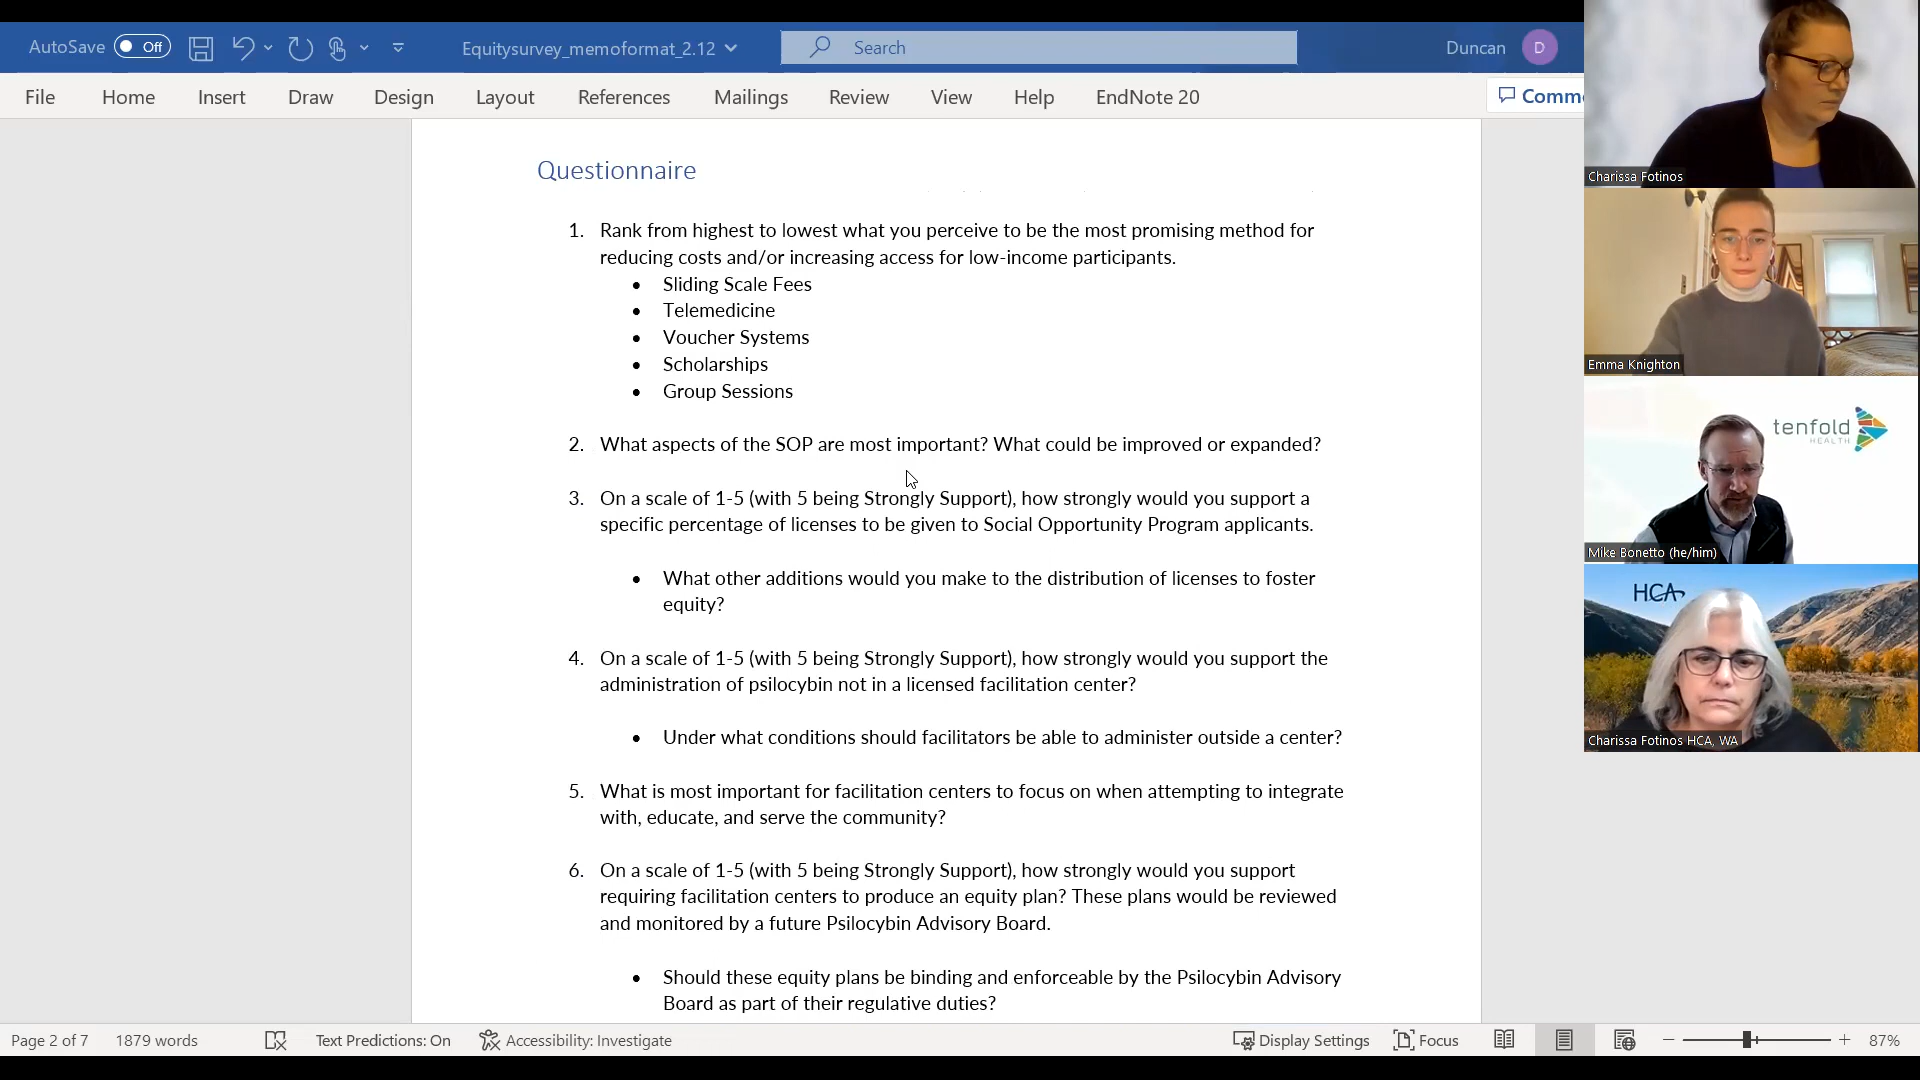 AutoSave Off Equitysurvey_memoformat_2.12 Search Duncan D
File Home Insert Draw Design Layout References Mailings Review View Help EndNote 20
Questionnaire
1. Rank from highest to lowest what you perceive to be the most promising method for
reducing costs and/or increasing access for low-income participants.
• Sliding Scale Fees
• Telemedicine
• Voucher Systems
• Scholarships
• Group Sessions
2. What aspects of the SOP are most important? What could be improved or expanded?
3. On a scale of 1-5 (with 5 being Strongly Support), how strongly would you support a
specific percentage of licenses to be given to Social Opportunity Program applicants.
• What other additions would you make to the distribution of licenses to foster
equity?
4. On a scale of 1-5 (with 5 being Strongly Support), how strongly would you support the
administration of psilocybin not in a licensed facilitation center?
• Under what conditions should facilitators be able to administer outside a center?
5. What is most important for facilitation centers to focus on when attempting to integrate
with, educate, and serve the community?
6. On a scale of 1-5 (with 5 being Strongly Support), how strongly would you support
requiring facilitation centers to produce an equity plan? These plans would be reviewed
and monitored by a future Psilocybin Advisory Board.
• Should these equity plans be binding and enforceable by the Psilocybin Advisory
Board as part of their regulative duties?
Page 2 of 7 1879 words Text Predictions: On Accessibility: Investigate Display Settings Focus 87%
Charissa Fotinos
Emma Knighton
tenfold
HEALTH
Mike Bonetto (he/him)
HCA
Charissa Fotinos HCA, WA